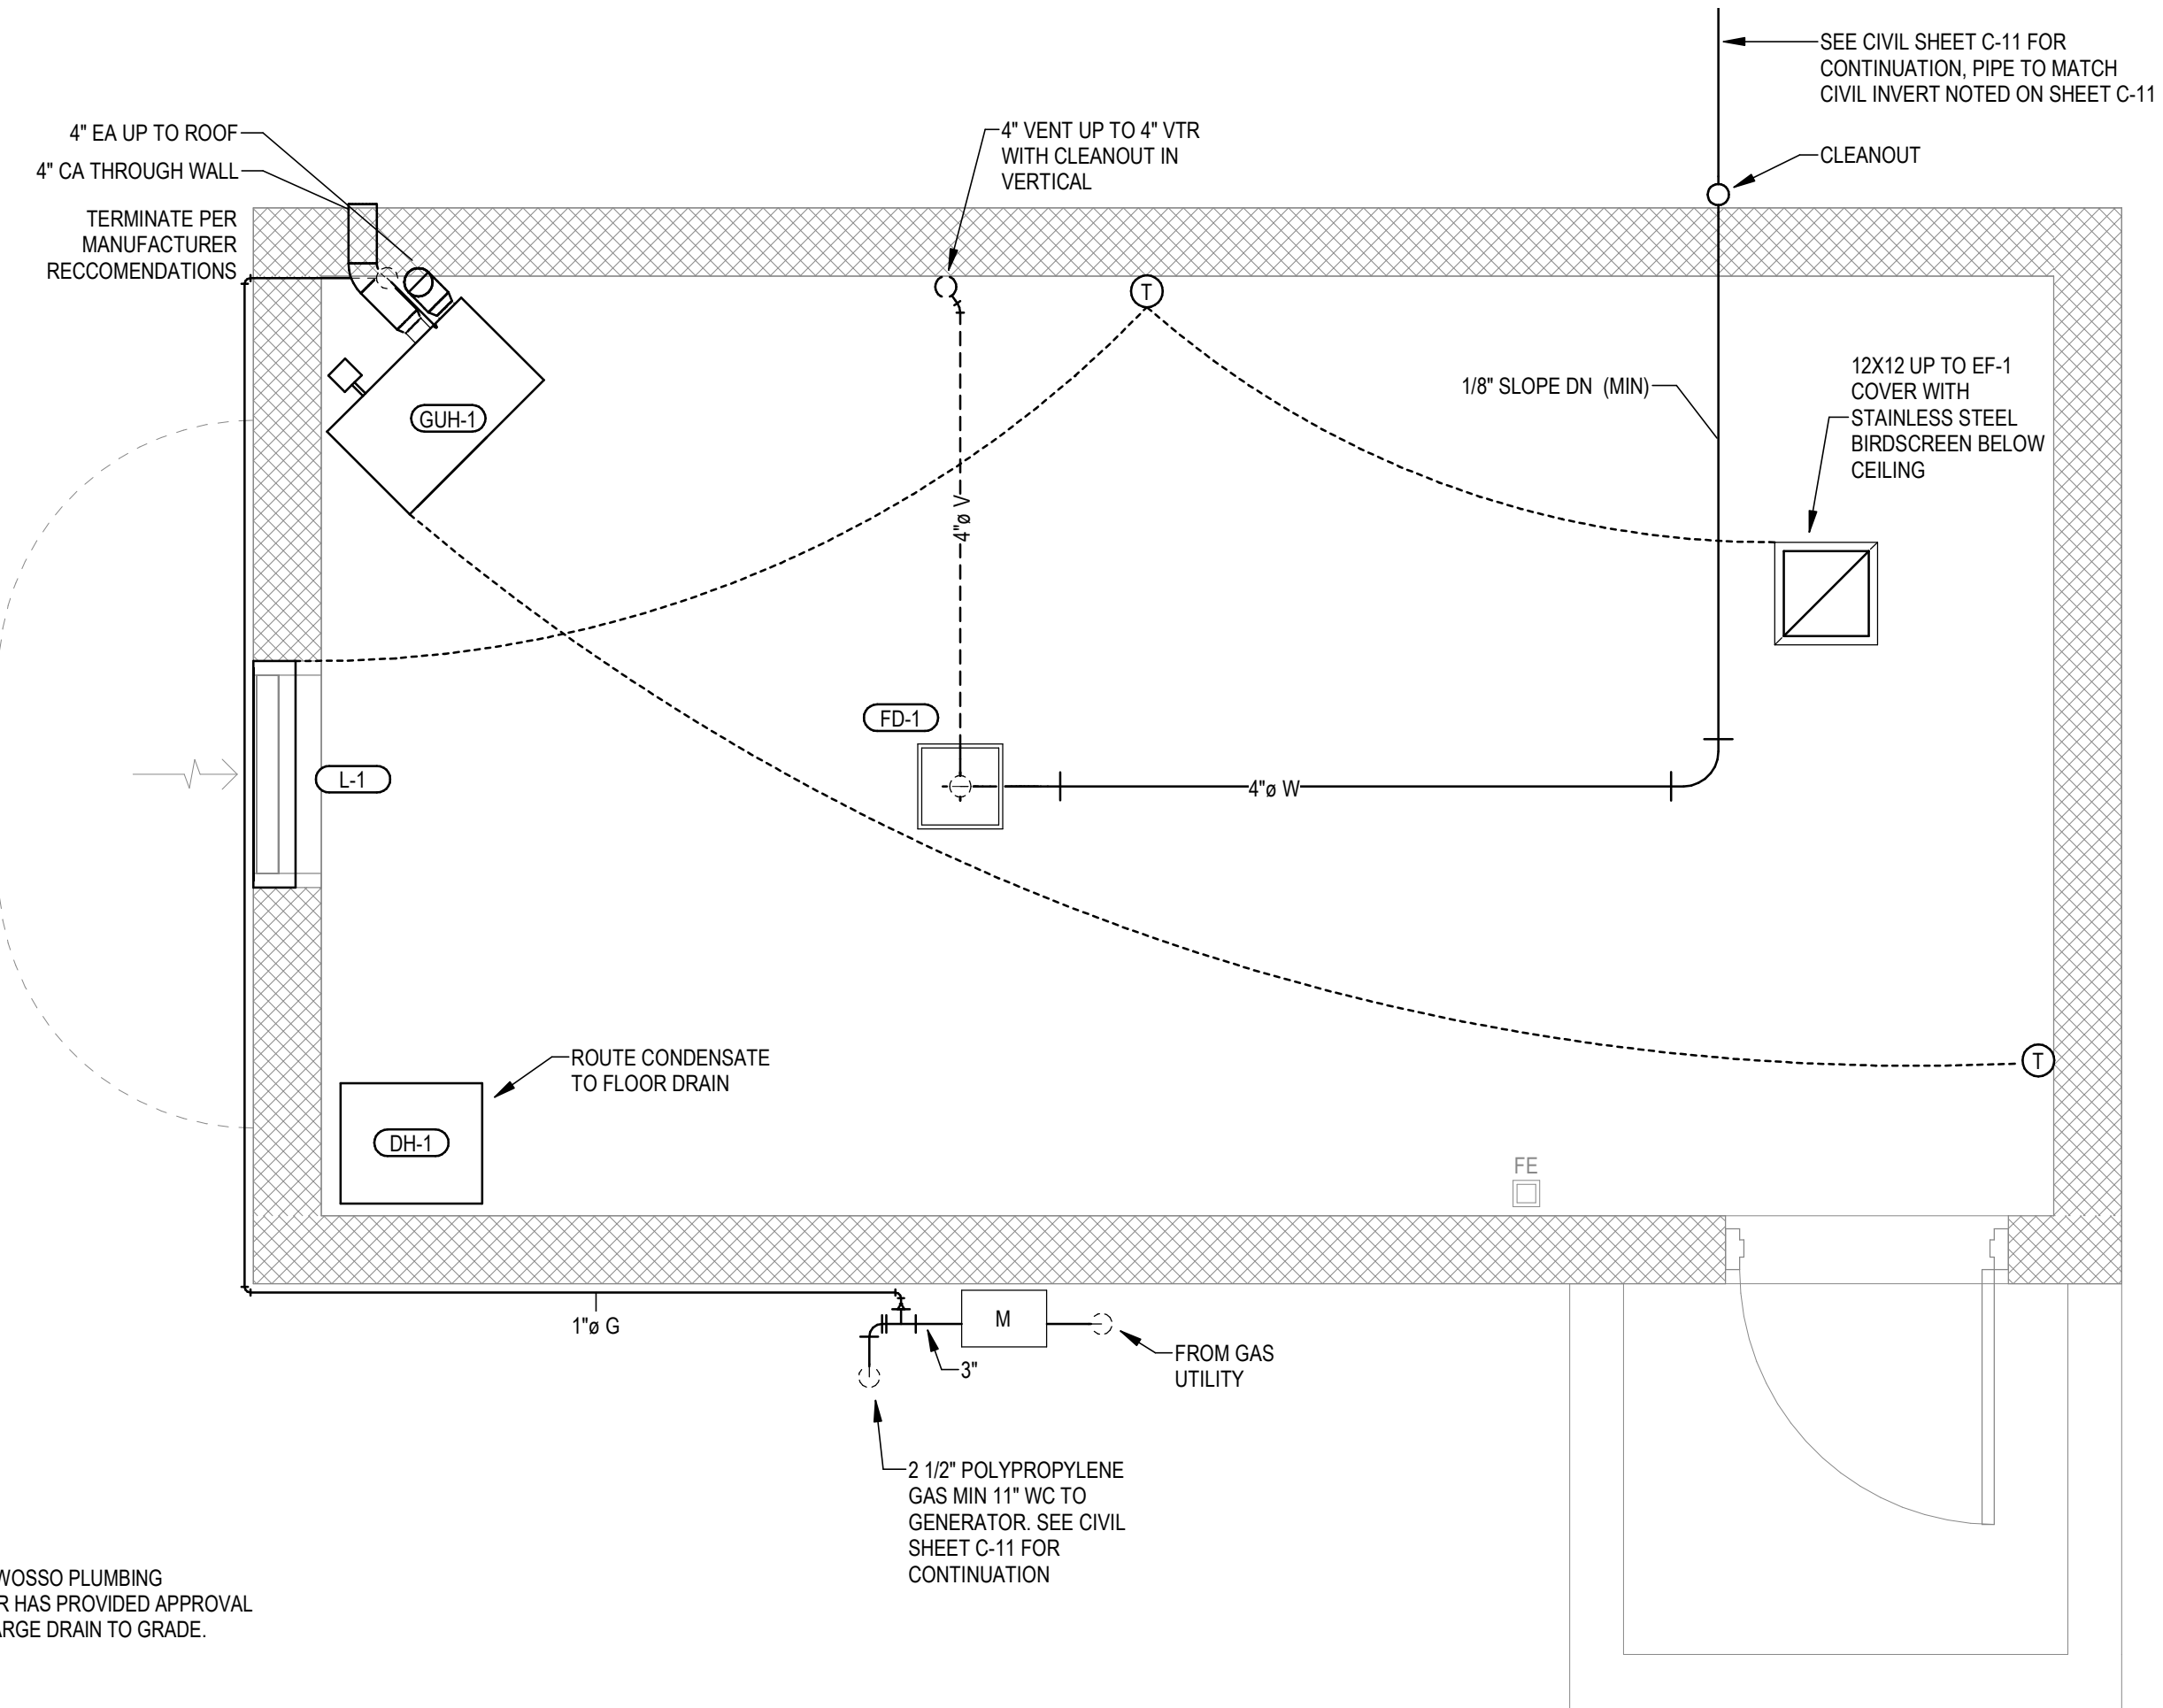 SEE CIVIL SHEET C-11 FOR
CONTINUATION, PIPE TO MATCH
CIVIL INVERT NOTED ON SHEET C-11
4" EA UP TO ROOF
4" CA THROUGH WALL
TERMINATE PER
MANUFACTURER
RECCOMENDATIONS
4" VENT UP TO 4" VTR
WITH CLEANOUT IN
VERTICAL
CLEANOUT
T
12X12 UP TO EF-1
COVER WITH
STAINLESS STEEL
BIRDSCREEN BELOW
CEILING
1/8" SLOPE DN (MIN)
GUH-1
4"ø V
FD-1
L-1
4"ø W
ROUTE CONDENSATE
TO FLOOR DRAIN
T
DH-1
FE
1"ø G
M
3"
FROM GAS
UTILITY
2 1/2" POLYPROPYLENE
GAS MIN 11" WC TO
GENERATOR. SEE CIVIL
SHEET C-11 FOR
CONTINUATION
WOSSO PLUMBING
R HAS PROVIDED APPROVAL
ARGE DRAIN TO GRADE.